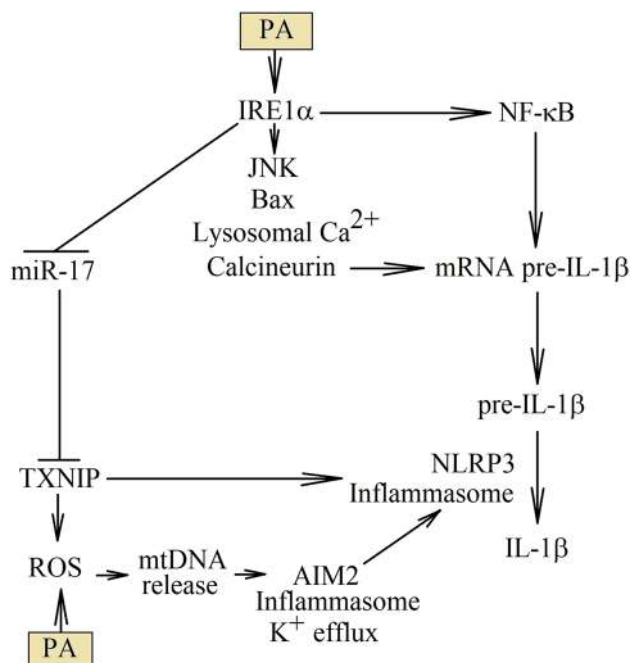 PA
IRE1α
NF-κB
JNK
Bax
Lysosomal Ca²⁺
Calcineurin
mRNA pre-IL-1β
miR-17
pre-IL-1β
TXNIP
NLRP3
Inflammasome
IL-1β
ROS
mtDNA
release
AIM2
Inflammasome
K⁺ efflux
PA